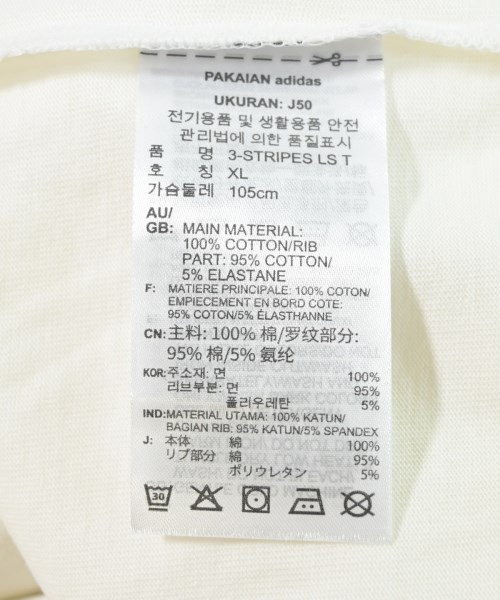 PAKAIAN adidas
UKURAN: J50
전기용품 및 생활용품 안전
관리법에 의한 품질표시
품 명 3-STRIPES LS T
호 칭 XL
가슴둘레 105cm
AU/
GB: MAIN MATERIAL:
100% COTTON/RIB
PART: 95% COTTON/
5% ELASTANE
F: MATIERE PRINCIPALE: 100% COTON/
EMPIECEMENT EN BORD COTE:
95% COTON/5% ÉLASTHANNE
CN: 主料: 100% 棉/罗纹部分:
95% 棉/5% 氨纶
KOR: 주소재: 면 100%
리브부분: 면 95%
폴리우레탄 5%
IND: MATERIAL UTAMA: 100% KATUN/
BAGIAN RIB: 95% KATUN/5% SPANDEX
J: 本体 綿 100%
リブ部分 綿 95%
ポリウレタン 5%
30